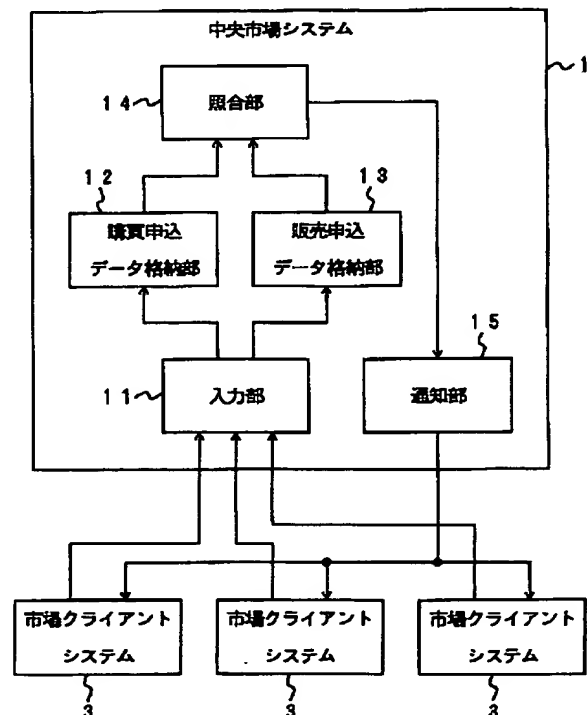 中央市場システム
1
14
照合部
12
13
購買申込
データ格納部
販売申込
データ格納部
15
11
入力部
通知部
市場クライアント
システム
市場クライアント
システム
市場クライアント
システム
3
3
3